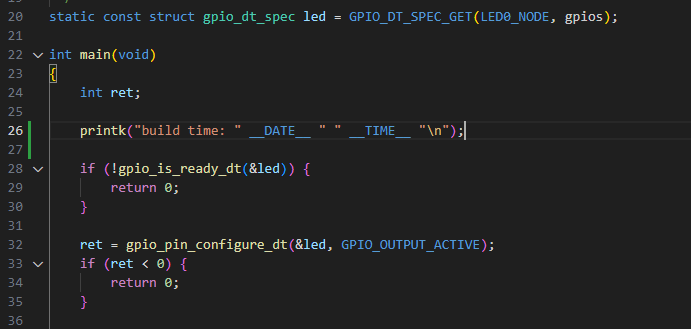 20 static const struct gpio_dt_spec led = GPIO_DT_SPEC_GET(LED0_NODE, gpios);
21
22 int main(void)
23 {
24     int ret;
25
26     printk("build time: " __DATE__ " " __TIME__ "\n");
27
28     if (!gpio_is_ready_dt(&led)) {
29         return 0;
30     }
31
32     ret = gpio_pin_configure_dt(&led, GPIO_OUTPUT_ACTIVE);
33     if (ret < 0) {
34         return 0;
35     }
36